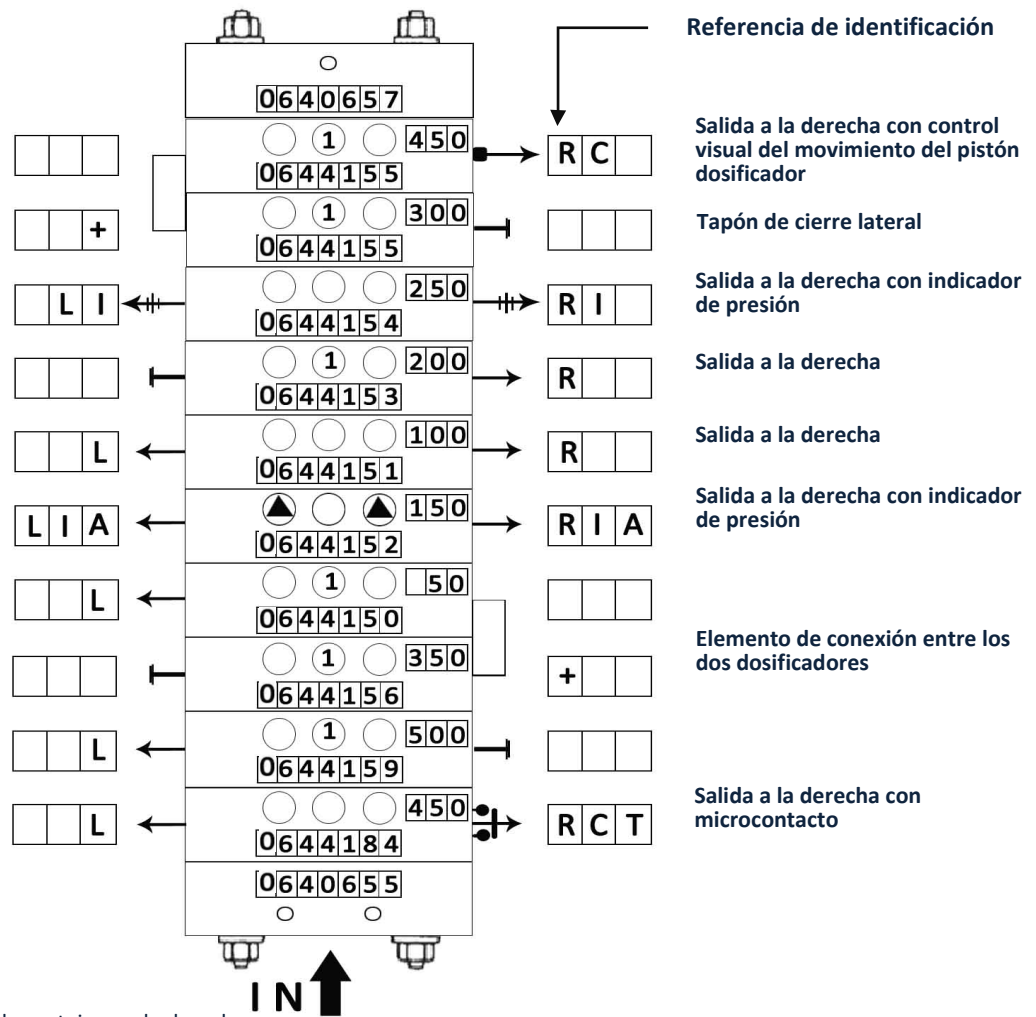 Referencia de identificación
0640657
1 450
0644155
R C
Salida a la derecha con control
visual del movimiento del pistón
dosificador
+
1 300
0644155
Tapón de cierre lateral
L I
250
0644154
R I
Salida a la derecha con indicador
de presión
1 200
0644153
R
Salida a la derecha
L
100
0644151
R
Salida a la derecha
L I A
150
0644152
R I A
Salida a la derecha con indicador
de presión
L
1 50
0644150
1 350
0644156
+
Elemento de conexión entre los
dos dosificadores
L
1 500
0644159
L
450
0644184
R C T
Salida a la derecha con
microcontacto
0640655
I N